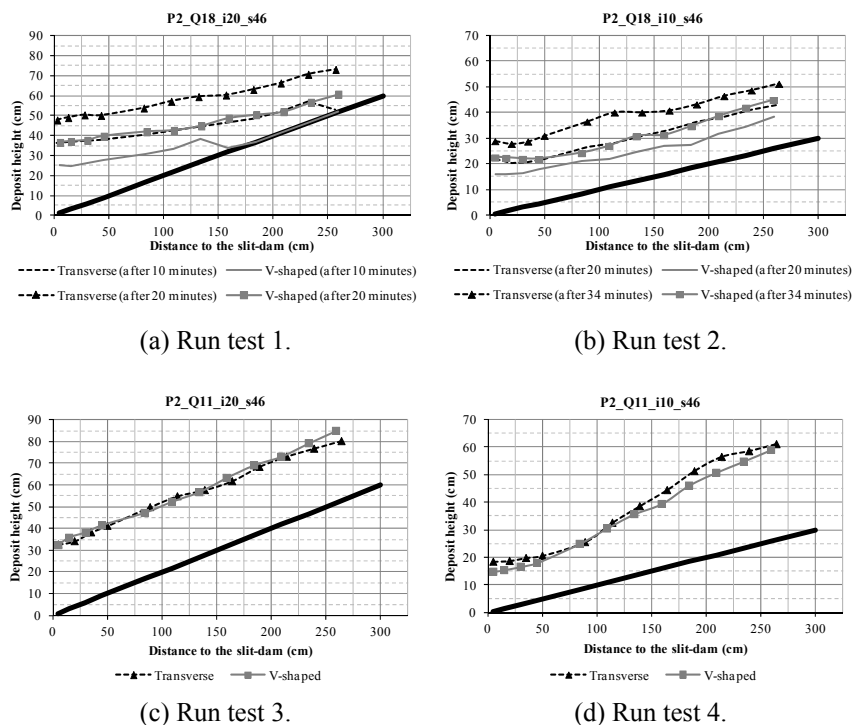 P2_Q18_i20_s46
Deposit height (cm)
90
80
70
60
50
40
30
20
10
0
0 50 100 150 200 250 300
Distance to the slit-dam (cm)
Transverse (after 10 minutes) V-shaped (after 10 minutes)
Transverse (after 20 minutes) V-shaped (after 20 minutes)
(a) Run test 1.
P2_Q18_i10_s46
Deposit height (cm)
70
60
50
40
30
20
10
0
0 50 100 150 200 250 300
Distance to the slit-dam (cm)
Transverse (after 20 minutes) V-shaped (after 20 minutes)
Transverse (after 34 minutes) V-shaped (after 34 minutes)
(b) Run test 2.
P2_Q11_i20_s46
Deposit height (cm)
90
80
70
60
50
40
30
20
10
0
0 50 100 150 200 250 300
Distance to the slit-dam (cm)
Transverse V-shaped
(c) Run test 3.
P2_Q11_i10_s46
Deposit height (cm)
70
60
50
40
30
20
10
0
0 50 100 150 200 250 300
Distance to the slit-dam (cm)
Transverse V-shaped
(d) Run test 4.